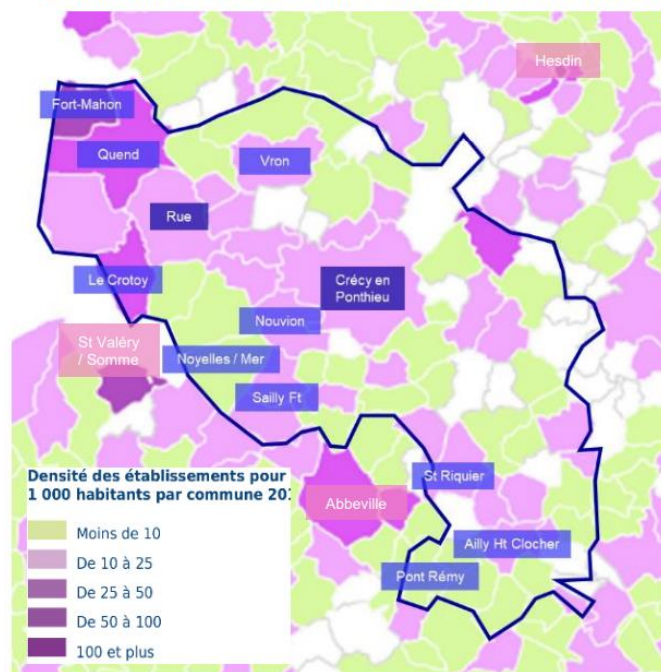 Hesdin
Fort-Mahon
Quend
Vron
Rue
Le Crotoy
Crécy en
Ponthieu
Nouvion
St Valéry
/ Somme
Noyelles / Mer
Sailly Ft
St Riquier
Abbeville
Ailly Ht Clocher
Pont Rémy
Densité des établissements pour
1 000 habitants par commune
Moins de 10
De 10 à 25
De 25 à 50
De 50 à 100
100 et plus